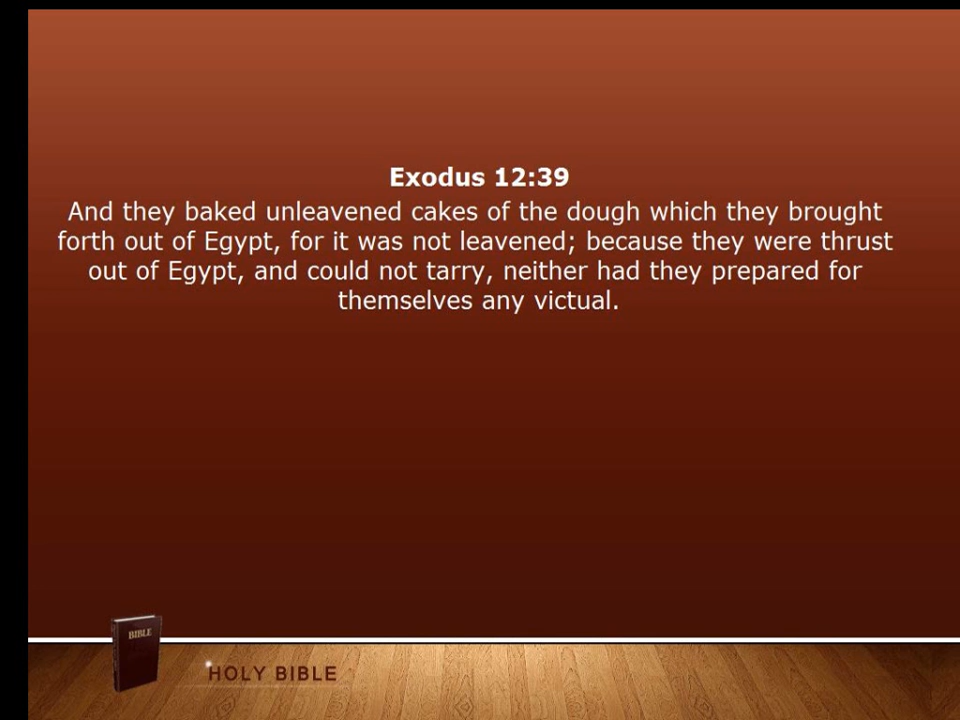 Exodus 12:39
And they baked unleavened cakes of the dough which they brought
forth out of Egypt, for it was not leavened; because they were thrust
out of Egypt, and could not tarry, neither had they prepared for
themselves any victual.
BIBLE
HOLY BIBLE